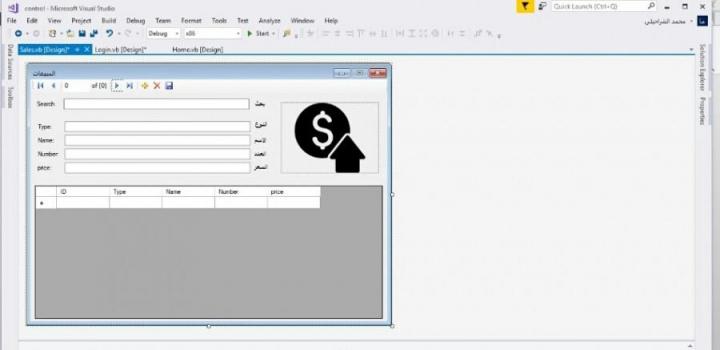 control - Microsoft Visual Studio
Quick Launch (Ctrl+Q)
File Edit View Project Build Debug Team Format Tools Test Analyze Window Help
محمد الشراحيلي
Debug x86 Start
Sales.vb [Design]* Login.vb [Design]* Home.vb [Design]
Data Sources
Toolbox
Solution Explorer
Properties
المبيعات
0 of {0}
Search: بحث
Type: النوع
Name: الاسم
Number: العدد
price: السعر
$
ID Type Name Number price